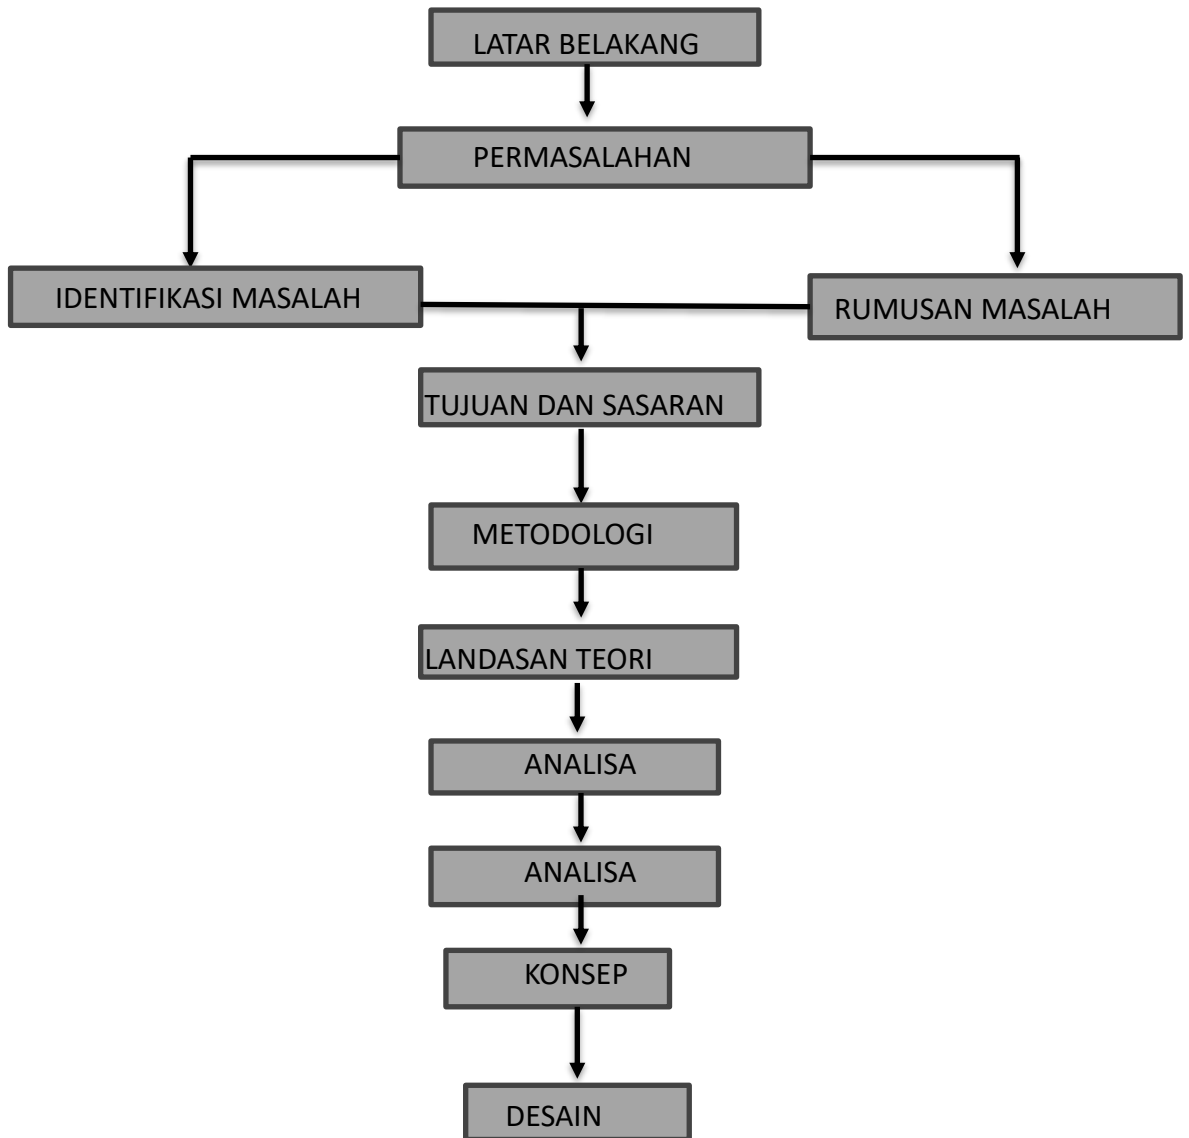 LATAR BELAKANG
PERMASALAHAN
IDENTIFIKASI MASALAH
RUMUSAN MASALAH
TUJUAN DAN SASARAN
METODOLOGI
LANDASAN TEORI
ANALISA
ANALISA
KONSEP
DESAIN